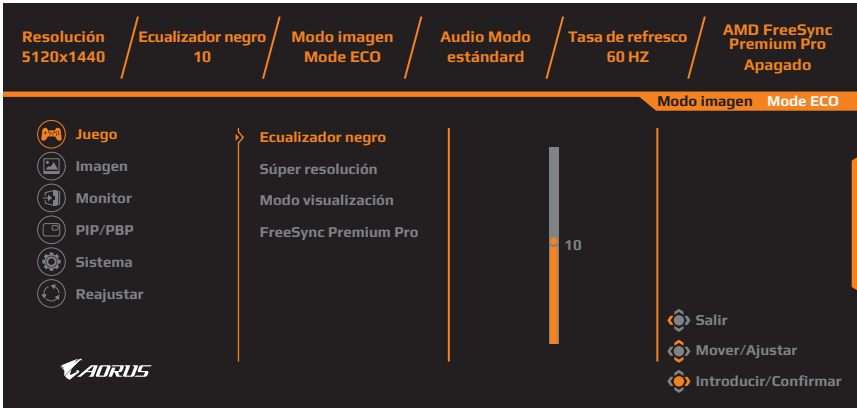 Resolución
5120x1440
Ecualizador negro
10
Modo imagen
Mode ECO
Audio Modo
estándard
Tasa de refresco
60 HZ
AMD FreeSync
Premium Pro
Apagado
Modo imagen Mode ECO
Juego
Imagen
Monitor
PIP/PBP
Sistema
Reajustar
Ecualizador negro
Súper resolución
Modo visualización
FreeSync Premium Pro
10
Salir
Mover/Ajustar
Introducir/Confirmar
AORUS